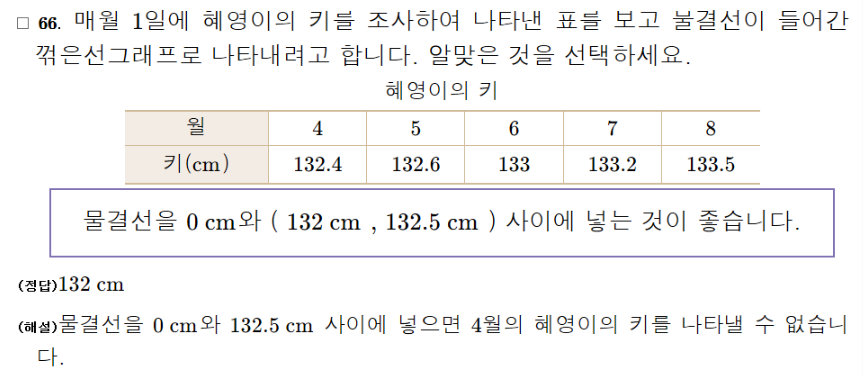 □ 66. 매월 1일에 혜영이의 키를 조사하여 나타낸 표를 보고 물결선이 들어간
꺾은선그래프로 나타내려고 합니다. 알맞은 것을 선택하세요.
혜영이의 키
월 4 5 6 7 8
키(cm) 132.4 132.6 133 133.2 133.5
물결선을 0 cm와 ( 132 cm , 132.5 cm ) 사이에 넣는 것이 좋습니다.
(정답)132 cm
(해설)물결선을 0 cm와 132.5 cm 사이에 넣으면 4월의 혜영이의 키를 나타낼 수 없습니
다.